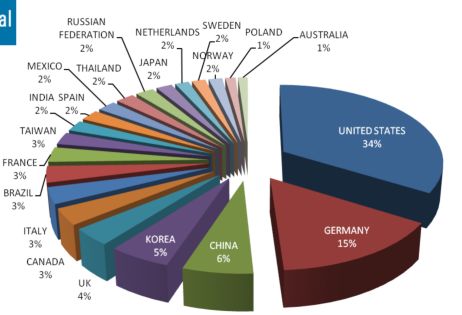 al
RUSSIAN
FEDERATION
2%
NETHERLANDS
2%
SWEDEN
2%
POLAND
1%
AUSTRALIA
1%
NORWAY
2%
JAPAN
2%
THAILAND
2%
MEXICO
2%
INDIA
2%
SPAIN
2%
TAIWAN
3%
FRANCE
3%
BRAZIL
3%
ITALY
3%
CANADA
3%
UK
4%
KOREA
5%
CHINA
6%
GERMANY
15%
UNITED STATES
34%